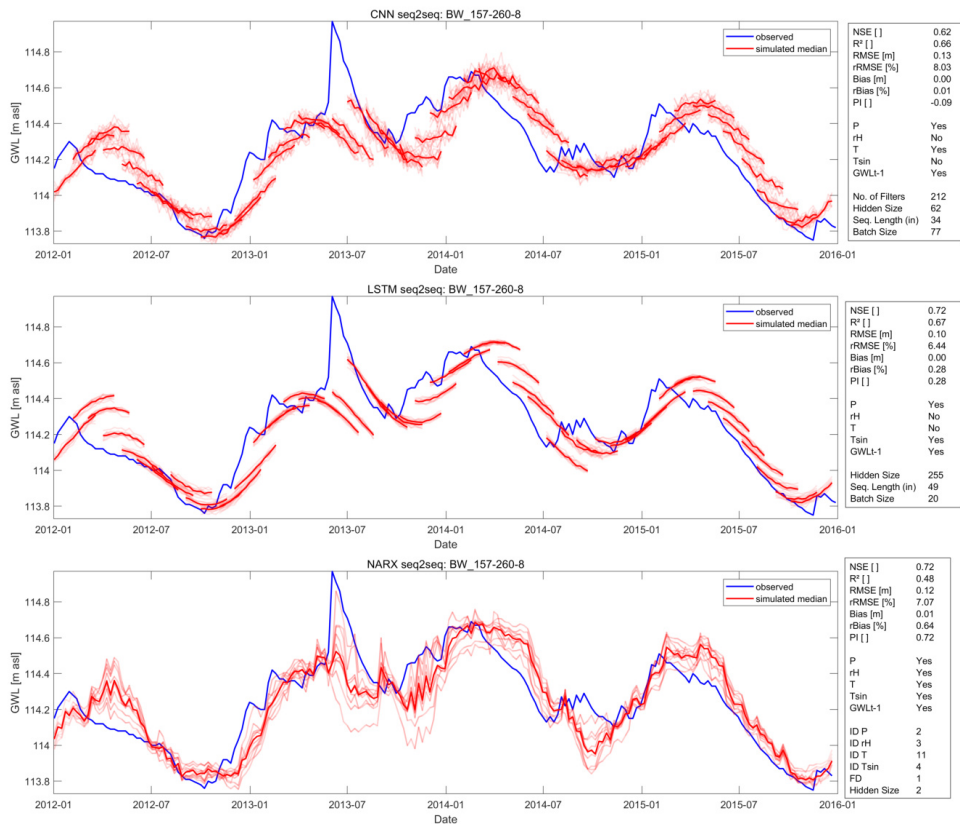 CNN seq2seq: BW_157-260-8
GWL [m asl]
114.8
114.6
114.4
114.2
114
113.8
observed
simulated median
2012-01 2012-07 2013-01 2013-07 2014-01 2014-07 2015-01 2015-07 2016-01
Date
NSE [ ] 0.62
R² [ ] 0.66
RMSE [m] 0.13
rRMSE [%] 8.03
Bias [m] 0.00
rBias [%] 0.01
PI [ ] -0.09
P Yes
rH No
T Yes
Tsin No
GWLt-1 Yes
No. of Filters 212
Hidden Size 62
Seq. Length (in) 34
Batch Size 77
LSTM seq2seq: BW_157-260-8
GWL [m asl]
114.8
114.6
114.4
114.2
114
113.8
observed
simulated median
2012-01 2012-07 2013-01 2013-07 2014-01 2014-07 2015-01 2015-07 2016-01
Date
NSE [ ] 0.72
R² [ ] 0.67
RMSE [m] 0.10
rRMSE [%] 6.44
Bias [m] 0.00
rBias [%] 0.28
PI [ ] 0.28
P Yes
rH No
T No
Tsin Yes
GWLt-1 Yes
Hidden Size 255
Seq. Length (in) 49
Batch Size 20
NARX seq2seq: BW_157-260-8
GWL [m asl]
114.8
114.6
114.4
114.2
114
113.8
observed
simulated median
2012-01 2012-07 2013-01 2013-07 2014-01 2014-07 2015-01 2015-07 2016-01
Date
NSE [ ] 0.72
R² [ ] 0.48
RMSE [m] 0.12
rRMSE [%] 7.07
Bias [m] 0.01
rBias [%] 0.64
PI [ ] 0.72
P Yes
rH Yes
T Yes
Tsin Yes
GWLt-1 Yes
ID P 2
ID rH 3
ID T 11
ID Tsin 4
FD 1
Hidden Size 2